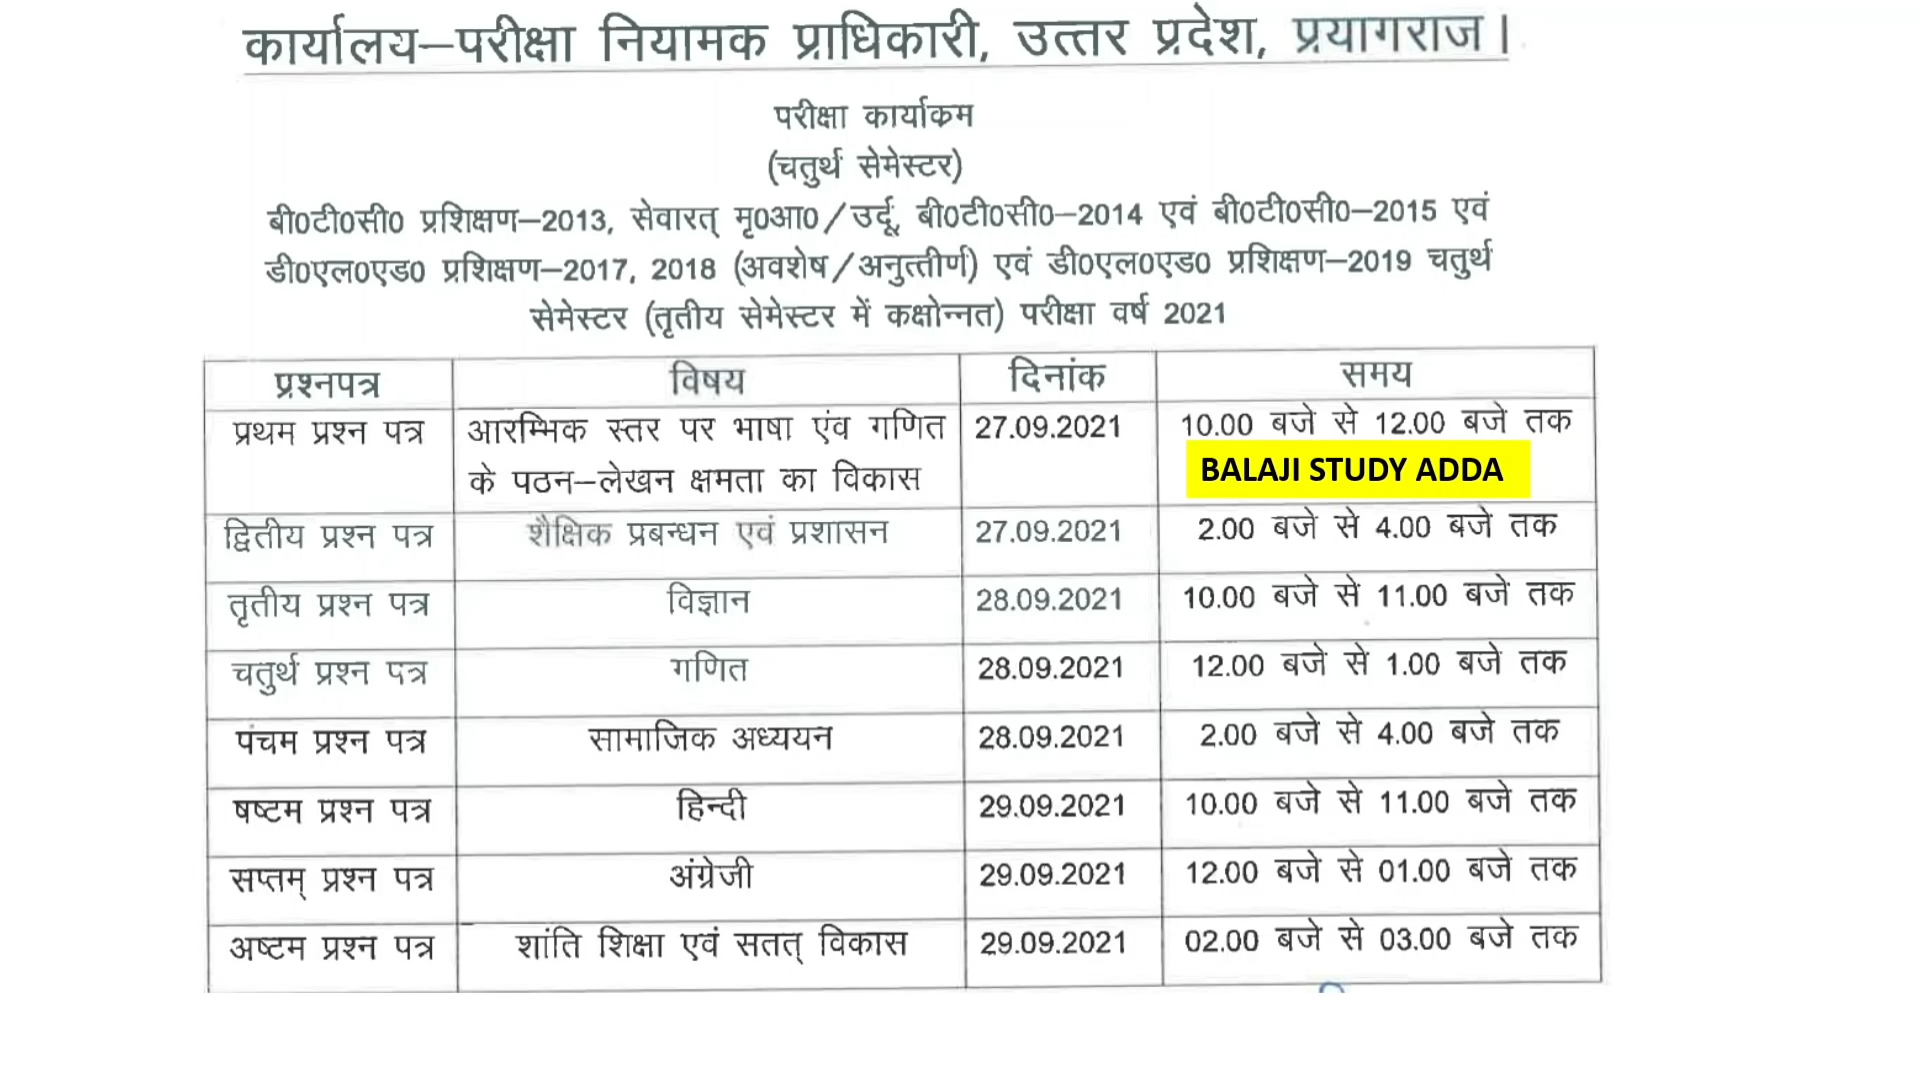 कार्यालय–परीक्षा नियामक प्राधिकारी, उत्तर प्रदेश, प्रयागराज।
परीक्षा कार्याक्रम
(चतुर्थ सेमेस्टर)
बी0टी0सी0 प्रशिक्षण–2013, सेवारत् मृ0आ0/उर्दू, बी0टी0सी0–2014 एवं बी0टी0सी0–2015 एवं
डी0एल0एड0 प्रशिक्षण–2017, 2018 (अवशेष/अनुत्तीर्ण) एवं डी0एल0एड0 प्रशिक्षण–2019 चतुर्थ
सेमेस्टर (तृतीय सेमेस्टर में कक्षोन्नत) परीक्षा वर्ष 2021
प्रश्नपत्र विषय दिनांक समय
प्रथम प्रश्न पत्र आरम्भिक स्तर पर भाषा एंव गणित 27.09.2021 10.00 बजे से 12.00 बजे तक
के पठन–लेखन क्षमता का विकास BALAJI STUDY ADDA
द्वितीय प्रश्न पत्र शैक्षिक प्रबन्धन एवं प्रशासन 27.09.2021 2.00 बजे से 4.00 बजे तक
तृतीय प्रश्न पत्र विज्ञान 28.09.2021 10.00 बजे से 11.00 बजे तक
चतुर्थ प्रश्न पत्र गणित 28.09.2021 12.00 बजे से 1.00 बजे तक
पंचम प्रश्न पत्र सामाजिक अध्ययन 28.09.2021 2.00 बजे से 4.00 बजे तक
षष्टम प्रश्न पत्र हिन्दी 29.09.2021 10.00 बजे से 11.00 बजे तक
सप्तम् प्रश्न पत्र अंग्रेजी 29.09.2021 12.00 बजे से 01.00 बजे तक
अष्टम प्रश्न पत्र शांति शिक्षा एवं सतत् विकास 29.09.2021 02.00 बजे से 03.00 बजे तक